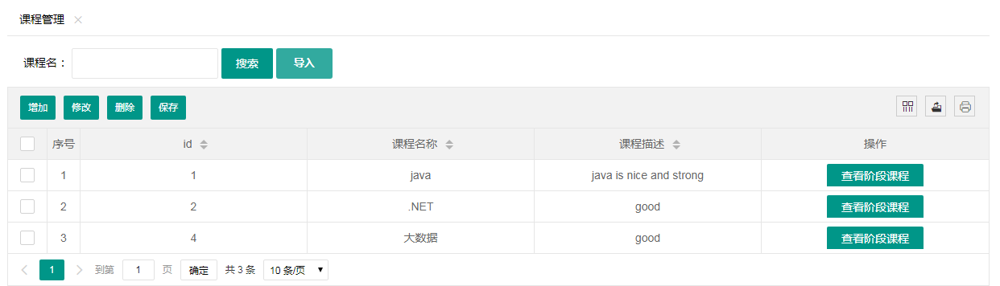 课程管理
课程名： 搜索 导入
增加 修改 删除 保存
序号 id 课程名称 课程描述 操作
1 1 java java is nice and strong 查看阶段课程
2 2 .NET good 查看阶段课程
3 4 大数据 good 查看阶段课程
1 到第 1 页 确定 共 3 条 10 条/页